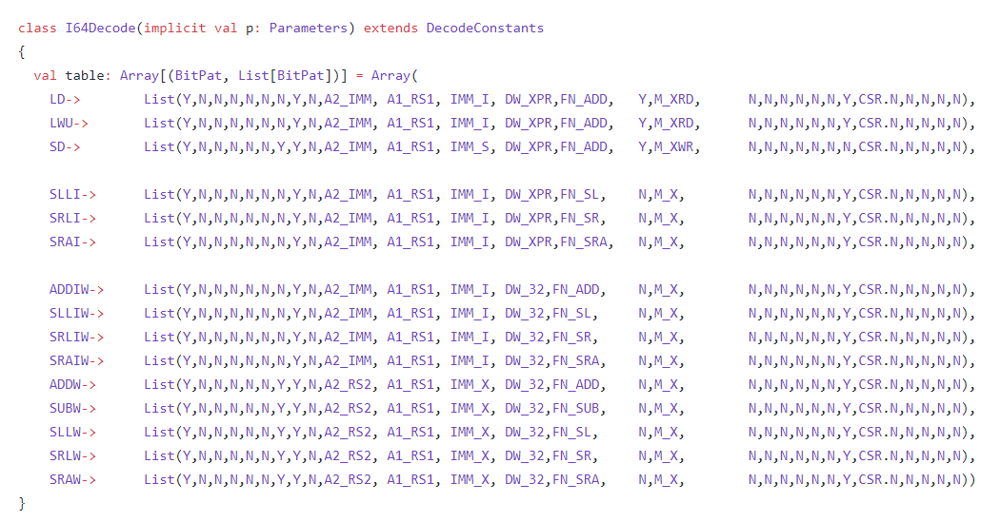 class I64Decode(implicit val p: Parameters) extends DecodeConstants
{
  val table: Array[(BitPat, List[BitPat])] = Array(
    LD->        List(Y,N,N,N,N,N,N,Y,N,A2_IMM, A1_RS1, IMM_I, DW_XPR,FN_ADD,   Y,M_XRD,      N,N,N,N,N,N,Y,CSR.N,N,N,N,N),
    LWU->       List(Y,N,N,N,N,N,N,Y,N,A2_IMM, A1_RS1, IMM_I, DW_XPR,FN_ADD,   Y,M_XRD,      N,N,N,N,N,N,Y,CSR.N,N,N,N,N),
    SD->        List(Y,N,N,N,N,N,Y,Y,N,A2_IMM, A1_RS1, IMM_S, DW_XPR,FN_ADD,   Y,M_XWR,      N,N,N,N,N,N,N,CSR.N,N,N,N,N),

    SLLI->      List(Y,N,N,N,N,N,N,Y,N,A2_IMM, A1_RS1, IMM_I, DW_XPR,FN_SL,    N,M_X,        N,N,N,N,N,N,Y,CSR.N,N,N,N,N),
    SRLI->      List(Y,N,N,N,N,N,N,Y,N,A2_IMM, A1_RS1, IMM_I, DW_XPR,FN_SR,    N,M_X,        N,N,N,N,N,N,Y,CSR.N,N,N,N,N),
    SRAI->      List(Y,N,N,N,N,N,N,Y,N,A2_IMM, A1_RS1, IMM_I, DW_XPR,FN_SRA,   N,M_X,        N,N,N,N,N,N,Y,CSR.N,N,N,N,N),

    ADDIW->     List(Y,N,N,N,N,N,N,Y,N,A2_IMM, A1_RS1, IMM_I, DW_32,FN_ADD,    N,M_X,        N,N,N,N,N,N,Y,CSR.N,N,N,N,N),
    SLLIW->     List(Y,N,N,N,N,N,N,Y,N,A2_IMM, A1_RS1, IMM_I, DW_32,FN_SL,     N,M_X,        N,N,N,N,N,N,Y,CSR.N,N,N,N,N),
    SRLIW->     List(Y,N,N,N,N,N,N,Y,N,A2_IMM, A1_RS1, IMM_I, DW_32,FN_SR,     N,M_X,        N,N,N,N,N,N,Y,CSR.N,N,N,N,N),
    SRAIW->     List(Y,N,N,N,N,N,N,Y,N,A2_IMM, A1_RS1, IMM_I, DW_32,FN_SRA,    N,M_X,        N,N,N,N,N,N,Y,CSR.N,N,N,N,N),
    ADDW->      List(Y,N,N,N,N,N,Y,Y,N,A2_RS2, A1_RS1, IMM_X, DW_32,FN_ADD,    N,M_X,        N,N,N,N,N,N,Y,CSR.N,N,N,N,N),
    SUBW->      List(Y,N,N,N,N,N,Y,Y,N,A2_RS2, A1_RS1, IMM_X, DW_32,FN_SUB,    N,M_X,        N,N,N,N,N,N,Y,CSR.N,N,N,N,N),
    SLLW->      List(Y,N,N,N,N,N,Y,Y,N,A2_RS2, A1_RS1, IMM_X, DW_32,FN_SL,     N,M_X,        N,N,N,N,N,N,Y,CSR.N,N,N,N,N),
    SRLW->      List(Y,N,N,N,N,N,Y,Y,N,A2_RS2, A1_RS1, IMM_X, DW_32,FN_SR,     N,M_X,        N,N,N,N,N,N,Y,CSR.N,N,N,N,N),
    SRAW->      List(Y,N,N,N,N,N,Y,Y,N,A2_RS2, A1_RS1, IMM_X, DW_32,FN_SRA,    N,M_X,        N,N,N,N,N,N,Y,CSR.N,N,N,N,N))
}